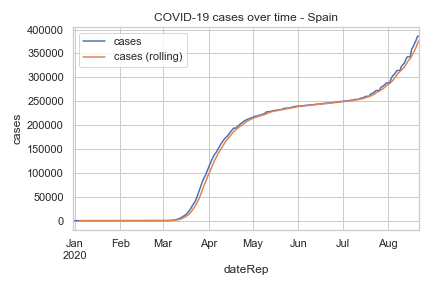 COVID-19 cases over time - Spain
cases
cases (rolling)
400000
350000
300000
250000
200000
150000
100000
50000
0
cases
Jan Feb Mar Apr May Jun Jul Aug
2020
dateRep